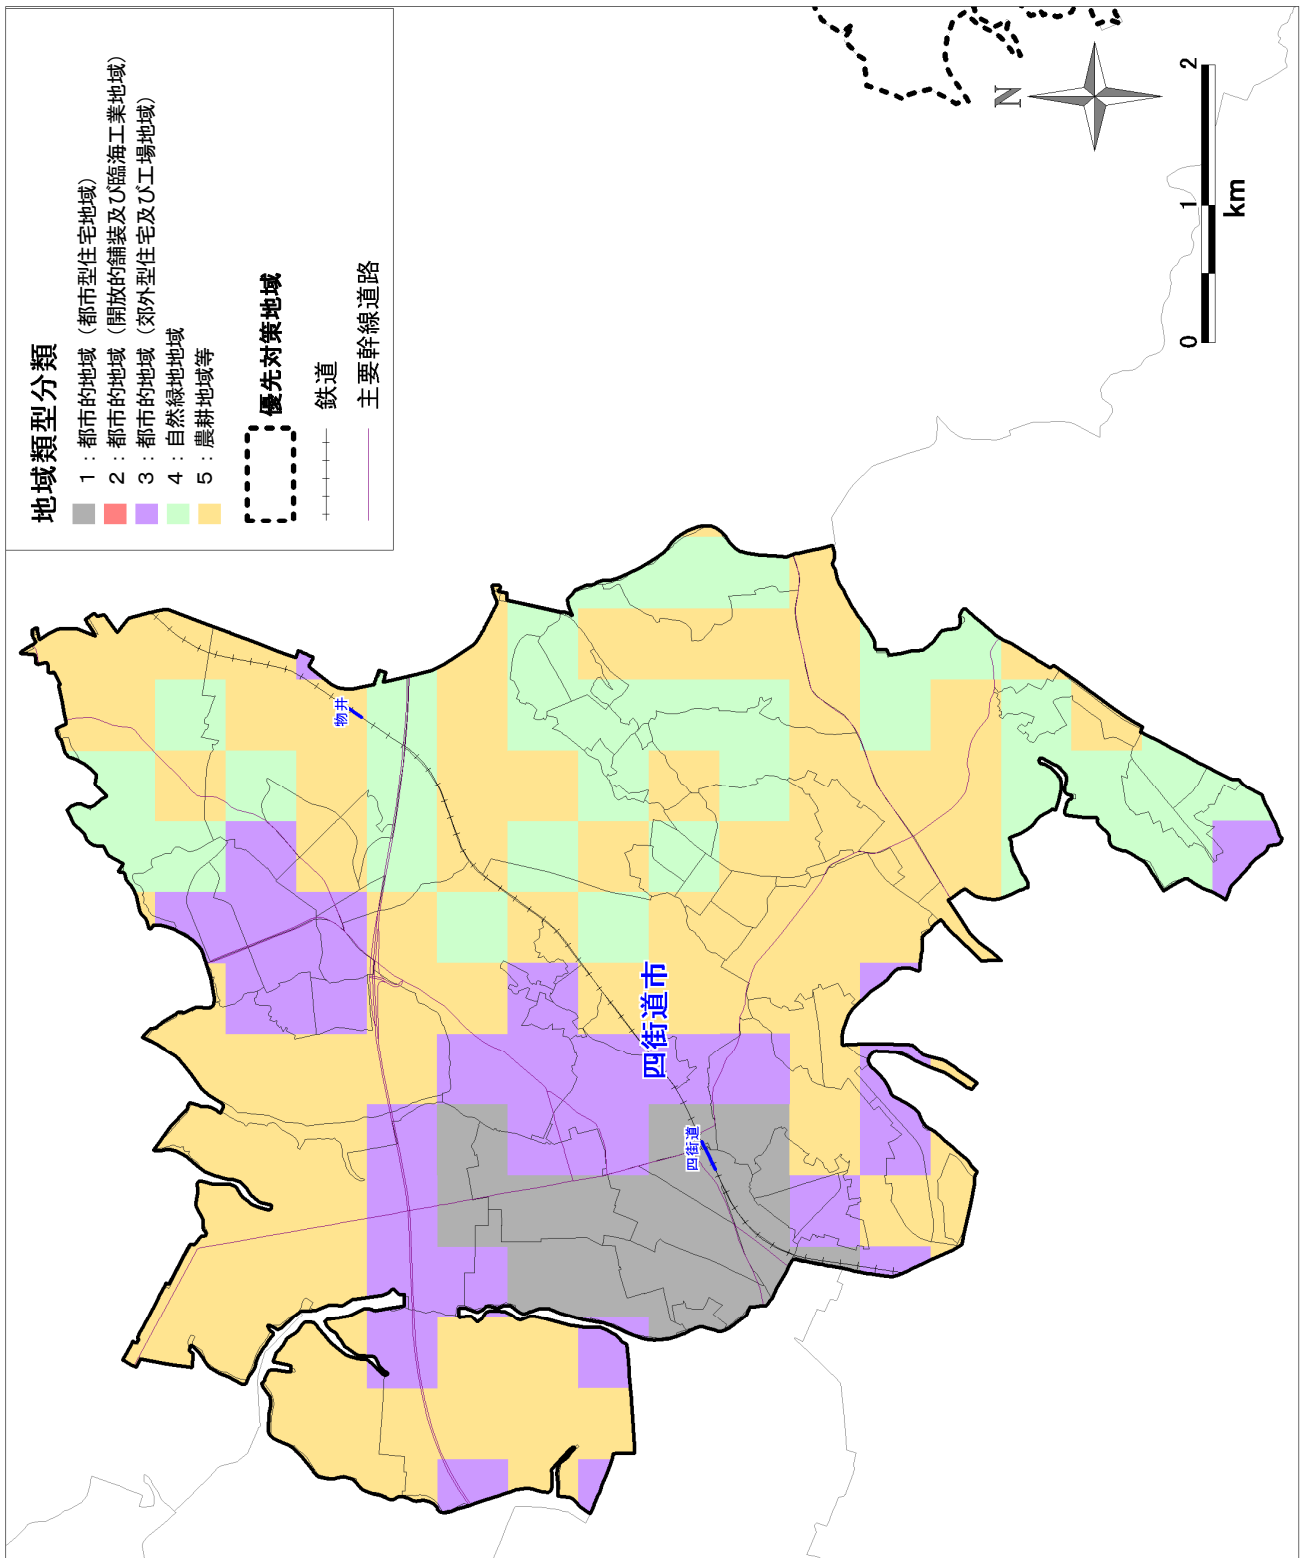 地域類型分類
1：都市的地域（都市型住宅地域）
2：都市的地域（開放的舗装及び臨海工業地域）
3：都市的地域（郊外型住宅及び工場地域）
4：自然緑地地域
5：農耕地域等
優先対策地域
鉄道
主要幹線道路
物井
四街道市
四街道
N
0 1 2
km